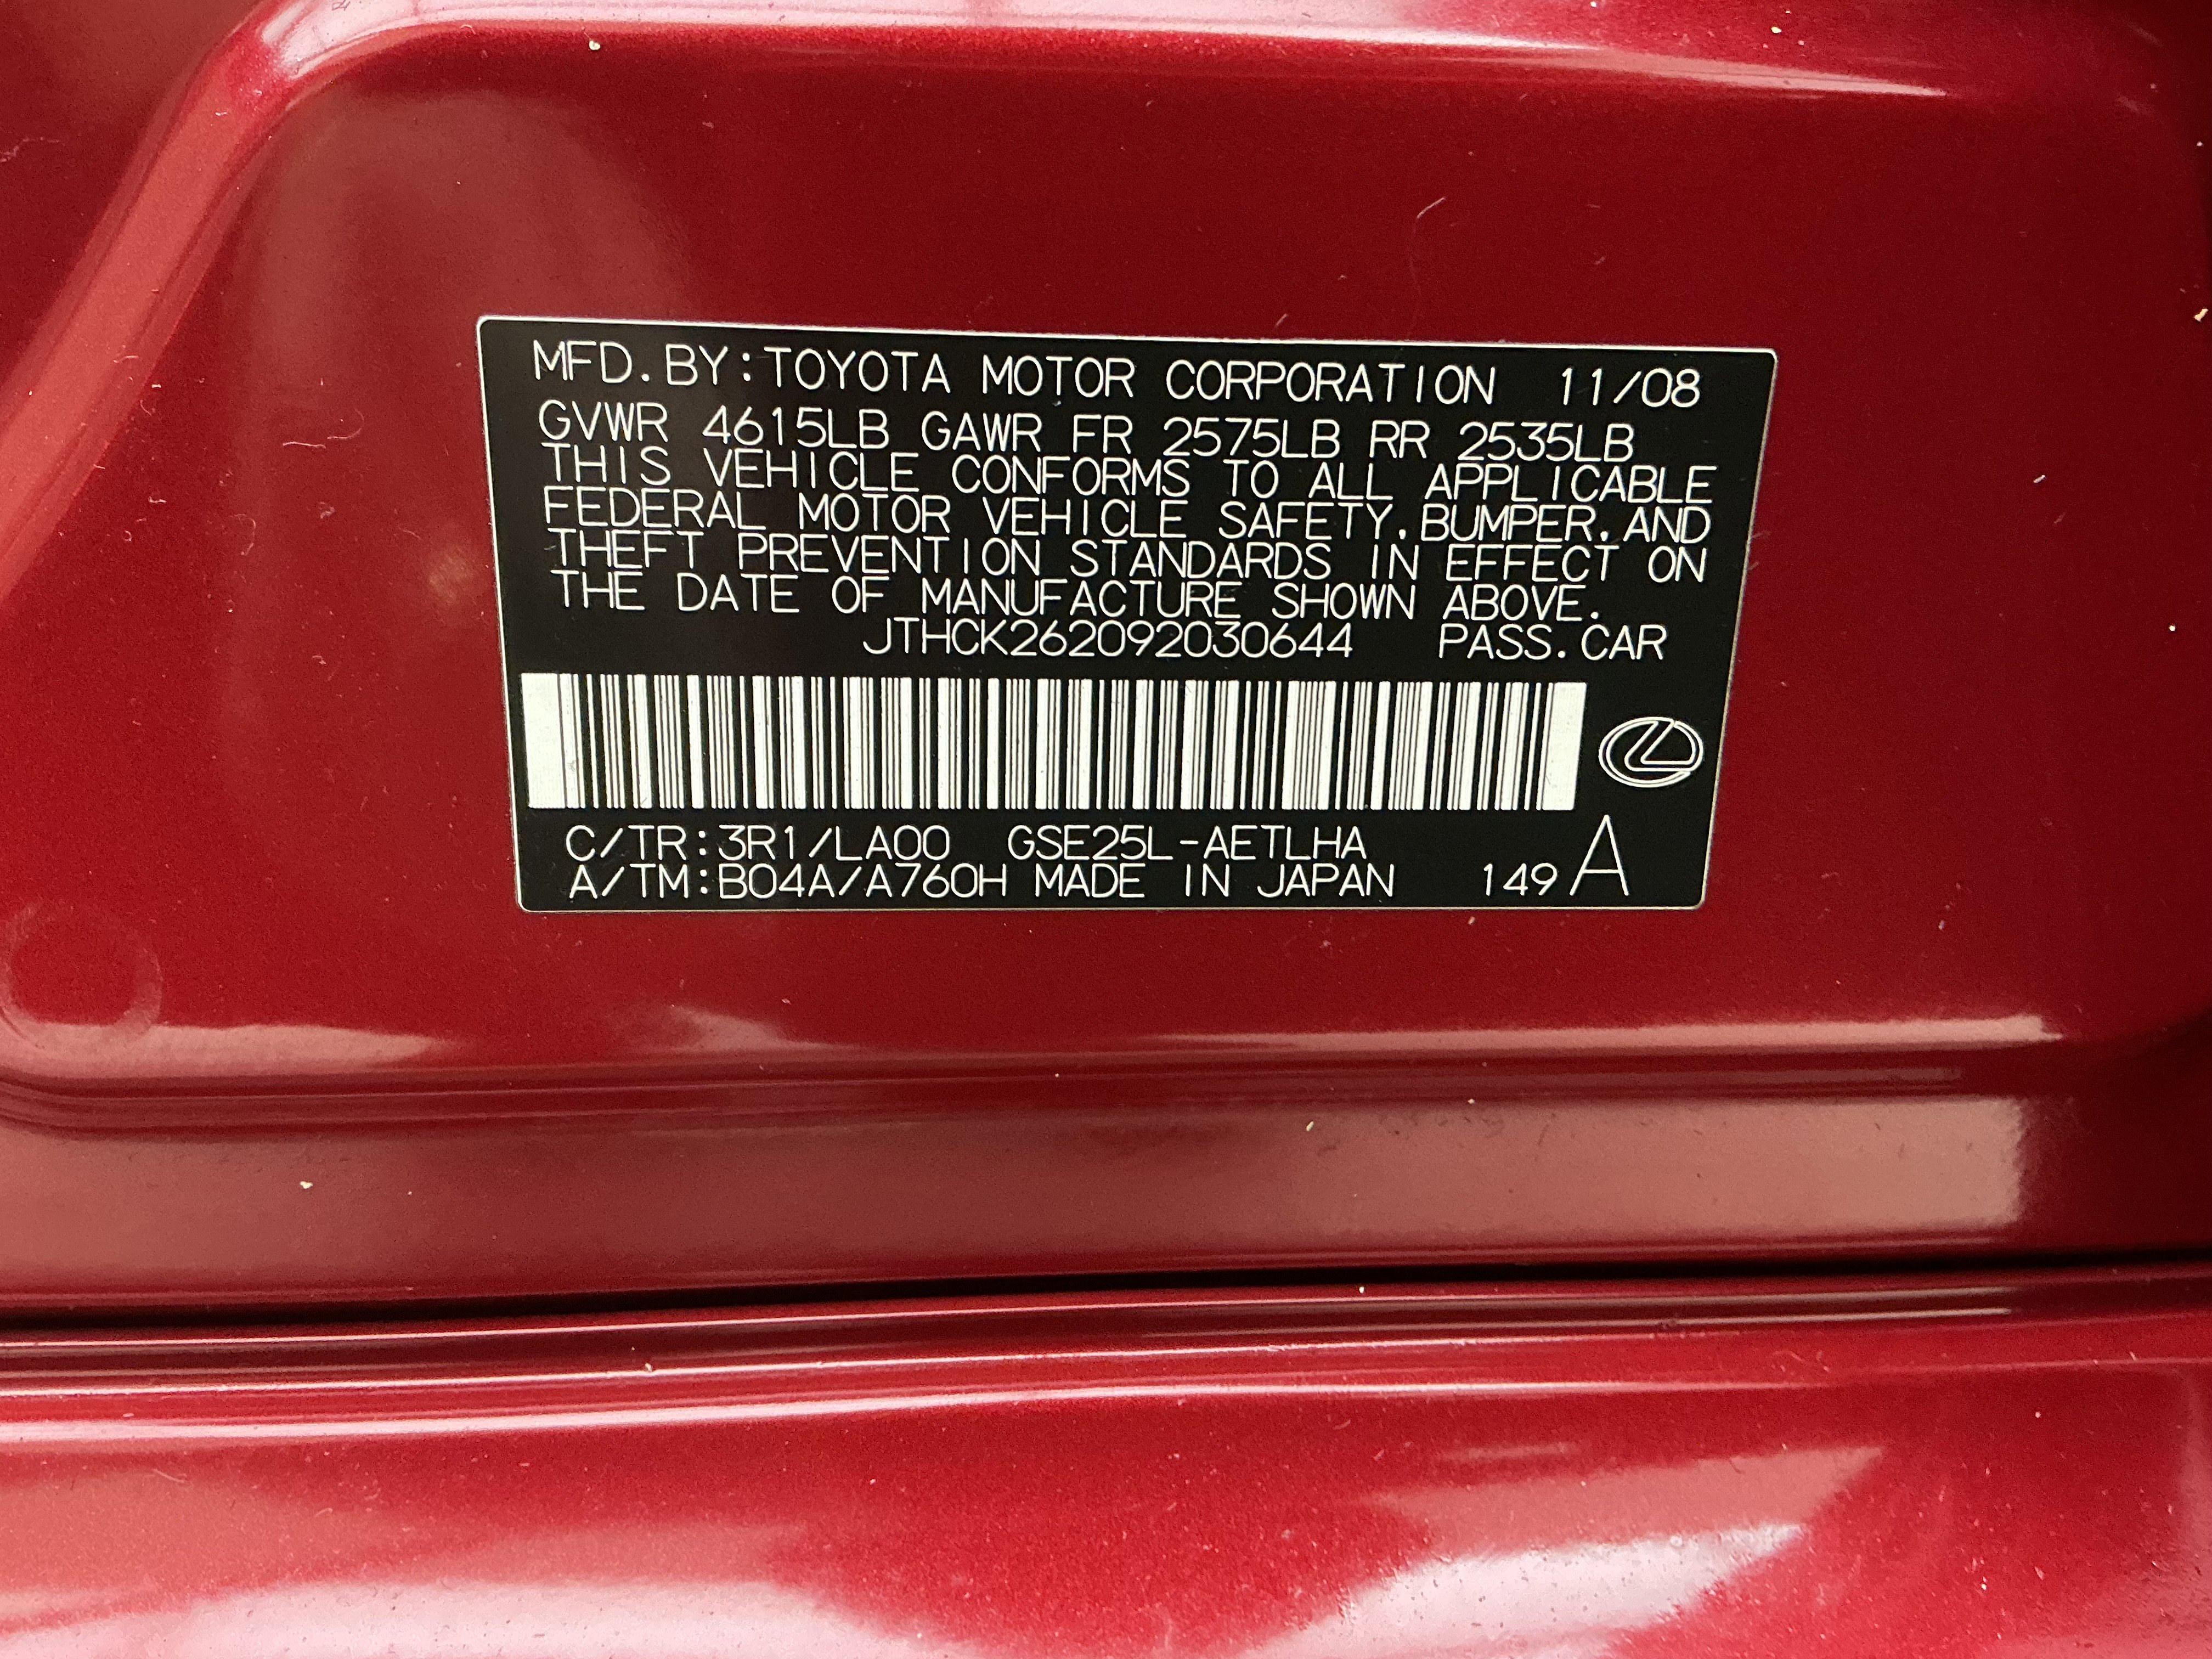 MFD.BY:TOYOTA MOTOR CORPORATION 11/08
GVWR 4615LB GAWR FR 2575LB RR 2535LB
THIS VEHICLE CONFORMS TO ALL APPLICABLE
FEDERAL MOTOR VEHICLE SAFETY,BUMPER,AND
THEFT PREVENTION STANDARDS IN EFFECT ON
THE DATE OF MANUFACTURE SHOWN ABOVE.
JTHCK262092030644 PASS.CAR
C/TR:3R1/LA00 GSE25L-AETLHA
A/TM:B04A/A760H MADE IN JAPAN 149 A